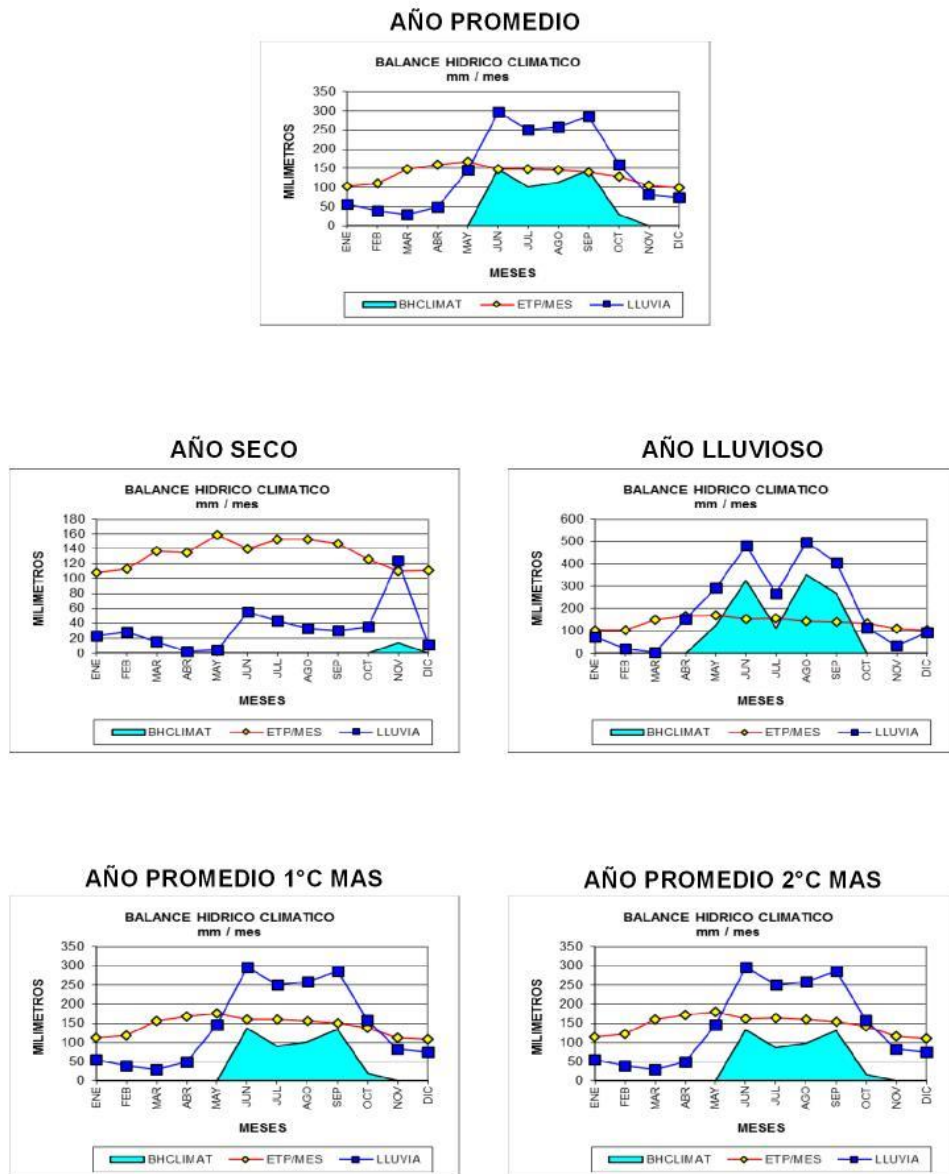 AÑO PROMEDIO
BALANCE HIDRICO CLIMATICO
mm / mes
MILIMETROS
350
300
250
200
150
100
50
0
ENE FEB MAR ABR MAY JUN JUL AGO SEP OCT NOV DIC
MESES
BHCLIMAT ETP/MES LLUVIA
AÑO SECO
BALANCE HIDRICO CLIMATICO
mm / mes
MILIMETROS
180
160
140
120
100
80
60
40
20
0
ENE FEB MAR ABR MAY JUN JUL AGO SEP OCT NOV DIC
MESES
BHCLIMAT ETP/MES LLUVIA
AÑO LLUVIOSO
BALANCE HIDRICO CLIMATICO
mm / mes
MILIMETROS
600
500
400
300
200
100
0
ENE FEB MAR ABR MAY JUN JUL AGO SEP OCT NOV DIC
MESES
BHCLIMAT ETP/MES LLUVIA
AÑO PROMEDIO 1°C MAS
BALANCE HIDRICO CLIMATICO
mm / mes
MILIMETROS
350
300
250
200
150
100
50
0
ENE FEB MAR ABR MAY JUN JUL AGO SEP OCT NOV DIC
MESES
BHCLIMAT ETP/MES LLUVIA
AÑO PROMEDIO 2°C MAS
BALANCE HIDRICO CLIMATICO
mm / mes
MILIMETROS
350
300
250
200
150
100
50
0
ENE FEB MAR ABR MAY JUN JUL AGO SEP OCT NOV DIC
MESES
BHCLIMAT ETP/MES LLUVIA